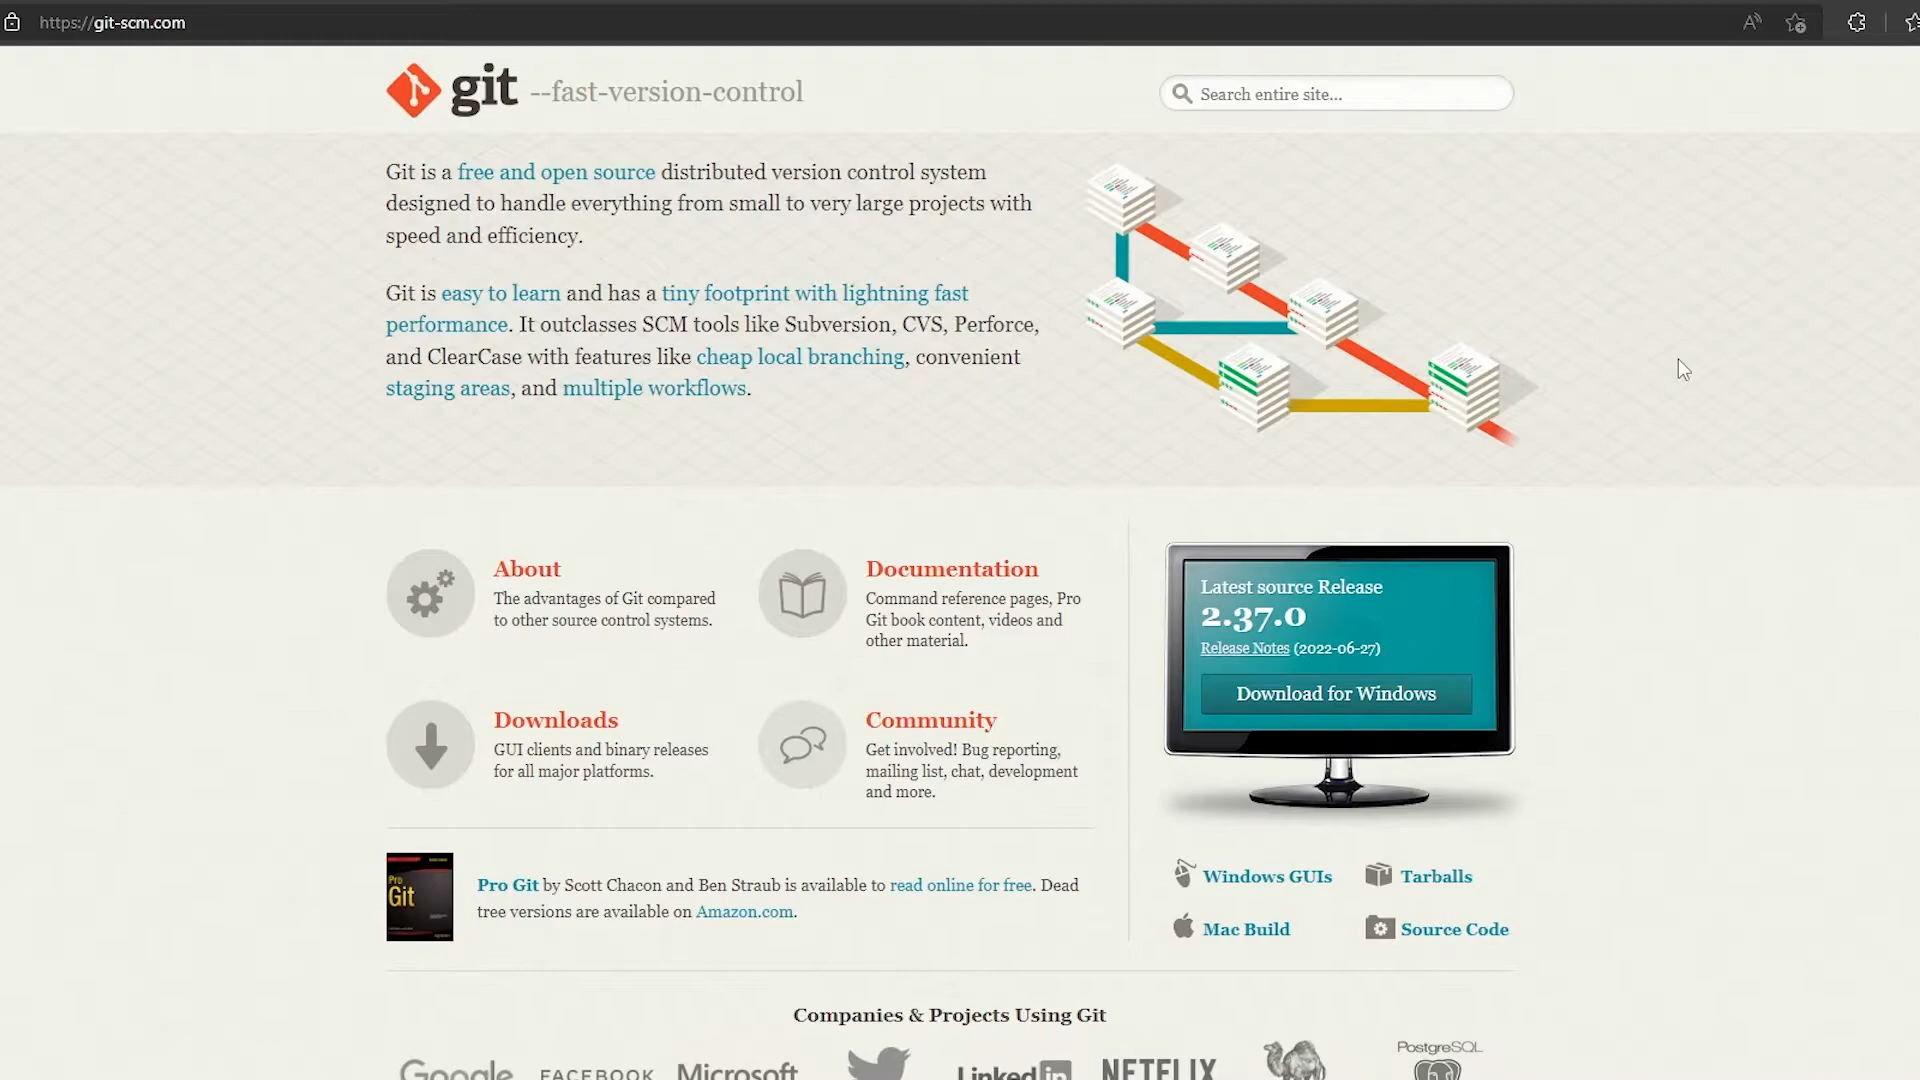 https://git-scm.com
git --fast-version-control
Search entire site...
Git is a free and open source distributed version control system
designed to handle everything from small to very large projects with
speed and efficiency.
Git is easy to learn and has a tiny footprint with lightning fast
performance. It outclasses SCM tools like Subversion, CVS, Perforce,
and ClearCase with features like cheap local branching, convenient
staging areas, and multiple workflows.
About
The advantages of Git compared
to other source control systems.
Documentation
Command reference pages, Pro
Git book content, videos and
other material.
Downloads
GUI clients and binary releases
for all major platforms.
Community
Get involved! Bug reporting,
mailing list, chat, development
and more.
Latest source Release
2.37.0
Release Notes (2022-06-27)
Download for Windows
Pro
Git
Pro Git by Scott Chacon and Ben Straub is available to read online for free. Dead
tree versions are available on Amazon.com.
Windows GUIs
Tarballs
Mac Build
Source Code
Companies & Projects Using Git
Google FACEBOOK Microsoft Linked in NETFLIX PostgreSQL